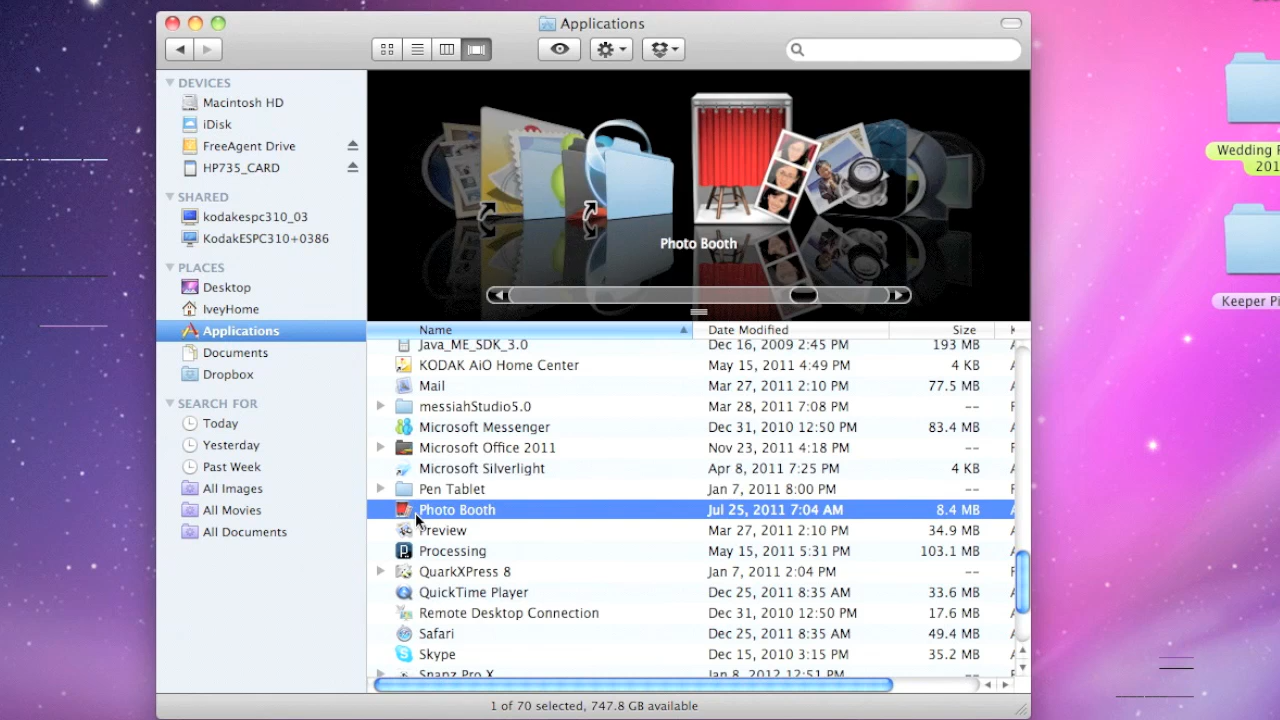 Applications
DEVICES
Macintosh HD
iDisk
FreeAgent Drive
HP735_CARD
SHARED
kodakespc310_03
KodakESPC310+0386
PLACES
Desktop
IveyHome
Applications
Documents
Dropbox
SEARCH FOR
Today
Yesterday
Past Week
All Images
All Movies
All Documents
Photo Booth
Name Date Modified Size
Java_ME_SDK_3.0 Dec 16, 2009 2:45 PM 193 MB
KODAK AiO Home Center May 15, 2011 4:49 PM 4 KB
Mail Mar 27, 2011 2:10 PM 77.5 MB
messiahStudio5.0 Mar 28, 2011 7:08 PM --
Microsoft Messenger Dec 31, 2010 12:50 PM 83.4 MB
Microsoft Office 2011 Nov 23, 2011 4:18 PM --
Microsoft Silverlight Apr 8, 2011 7:25 PM 4 KB
Pen Tablet Jan 7, 2011 8:00 PM --
Photo Booth Jul 25, 2011 7:04 AM 8.4 MB
Preview Mar 27, 2011 2:10 PM 34.9 MB
Processing May 15, 2011 5:31 PM 103.1 MB
QuarkXPress 8 Jan 7, 2011 2:04 PM --
QuickTime Player Dec 25, 2011 8:35 AM 33.6 MB
Remote Desktop Connection Dec 31, 2010 12:50 PM 17.6 MB
Safari Dec 25, 2011 8:35 AM 49.4 MB
Skype Dec 15, 2010 3:15 PM 35.2 MB
Snapz Pro X Jan 8, 2012 12:51 PM --
1 of 70 selected, 747.8 GB available
Wedding
201
Keeper Pi